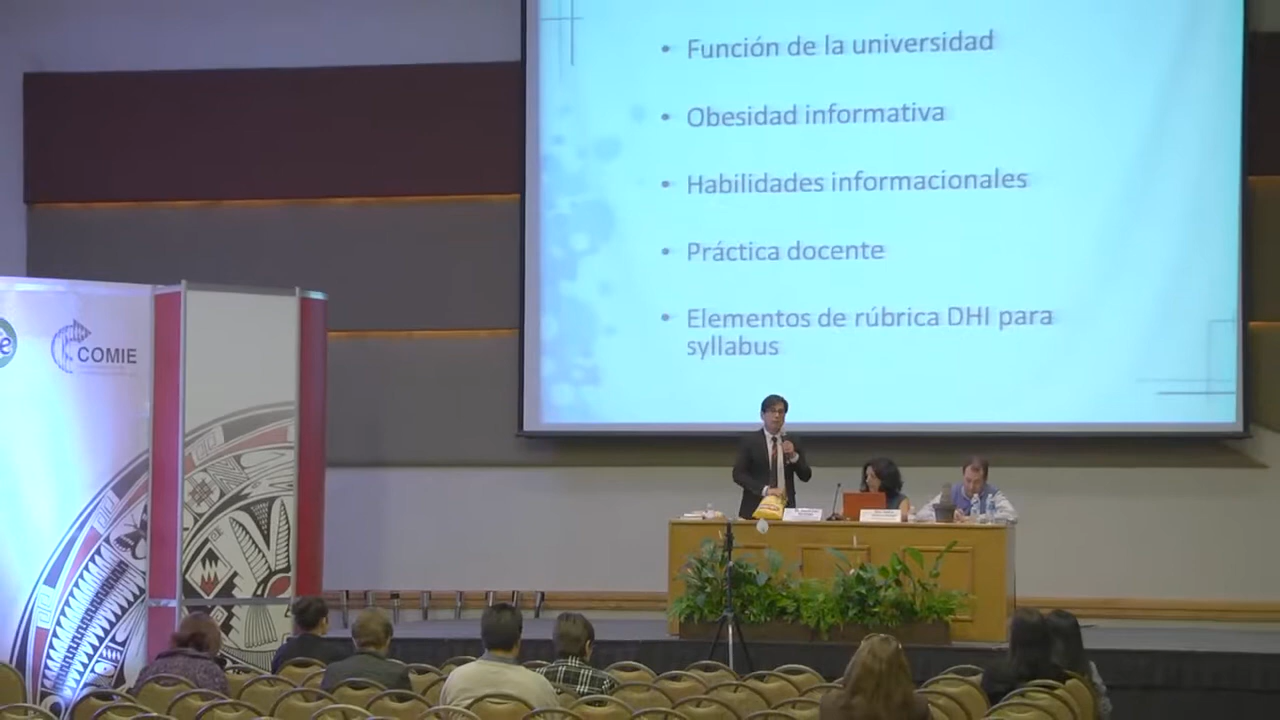 • Función de la universidad
• Obesidad informativa
• Habilidades informacionales
• Práctica docente
• Elementos de rúbrica DHI para
syllabus
COMIE